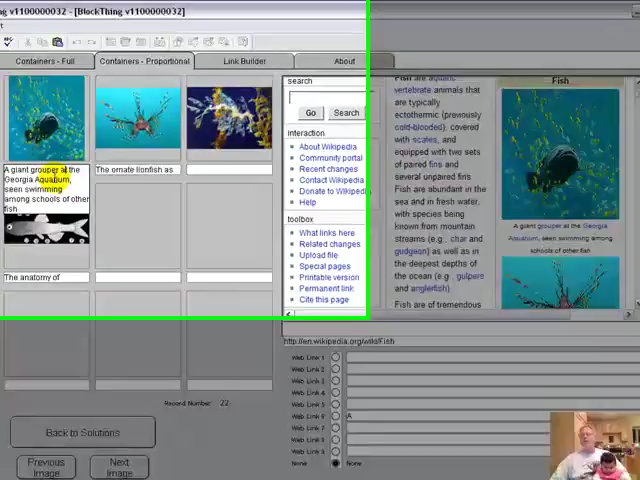 ng v1100000032 - [BlockThing v1100000032]
Containers - Full
Containers - Proportional
Link Builder
About
A giant grouper at the
Georgia Aquarium,
seen swimming
among schools of other
fish
The ornate lionfish as
The anatomy of
search
Go
Search
interaction
About Wikipedia
Community portal
Recent changes
Contact Wikipedia
Donate to Wikipedia
Help
toolbox
What links here
Related changes
Upload file
Special pages
Printable version
Permanent link
Cite this page
Fish are aquatic
vertebrate animals that
are typically
ectothermic (previously
cold-blooded), covered
with scales, and
equipped with two sets
of paired fins and
several unpaired fins.
Fish are abundant in the
sea and in fresh water,
with species being
known from mountain
streams (e.g., char and
gudgeon) as well as
in the deepest depths of
the ocean (e.g., gulpers
and anglerfish).
Fish are of tremendous
Fish
A giant grouper at the Georgia
Aquarium, seen swimming among
schools of other fish
http://en.wikipedia.org/wiki/Fish
Web Link 1
Web Link 2
Web Link 3
Web Link 4
Web Link 5
Web Link 6
A
Web Link 7
Web Link 8
Web Link 9
None
None
Record Number
22
Back to Solutions
Previous
Image
Next
Image